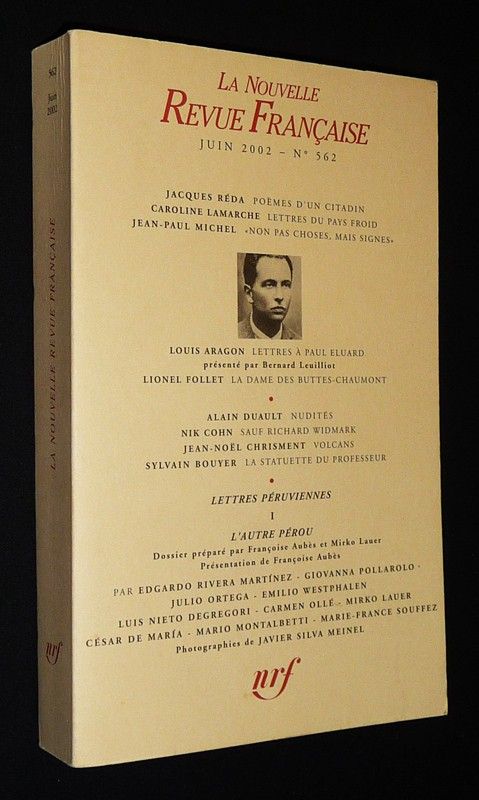 562
Juin
2002
LA NOUVELLE REVUE FRANÇAISE
nrf
LA NOUVELLE
REVUE FRANÇAISE
JUIN 2002 – N° 562
JACQUES RÉDA POÈMES D'UN CITADIN
CAROLINE LAMARCHE LETTRES DU PAYS FROID
JEAN-PAUL MICHEL «NON PAS CHOSES, MAIS SIGNES»
LOUIS ARAGON LETTRES À PAUL ELUARD
présenté par Bernard Leuilliot
LIONEL FOLLET LA DAME DES BUTTES-CHAUMONT
•
ALAIN DUAULT NUDITÉS
NIK COHN SAUF RICHARD WIDMARK
JEAN-NOËL CHRISMENT VOLCANS
SYLVAIN BOUYER LA STATUETTE DU PROFESSEUR
•
LETTRES PÉRUVIENNES
I
L'AUTRE PÉROU
Dossier préparé par Françoise Aubès et Mirko Lauer
Présentation de Françoise Aubès
PAR EDGARDO RIVERA MARTÍNEZ - GIOVANNA POLLAROLO -
JULIO ORTEGA - EMILIO WESTPHALEN
LUIS NIETO DEGREGORI - CARMEN OLLÉ - MIRKO LAUER
CÉSAR DE MARÍA - MARIO MONTALBETTI - MARIE-FRANCE SOUFFEZ
Photographies de JAVIER SILVA MEINEL
nrf